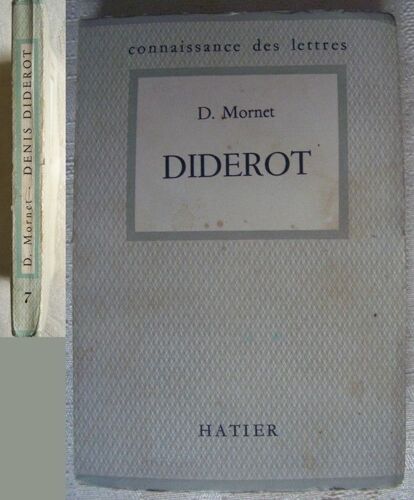 D. Mornet - DENIS DIDEROT
7
connaissance des lettres
D. Mornet
DIDEROT
HATIER